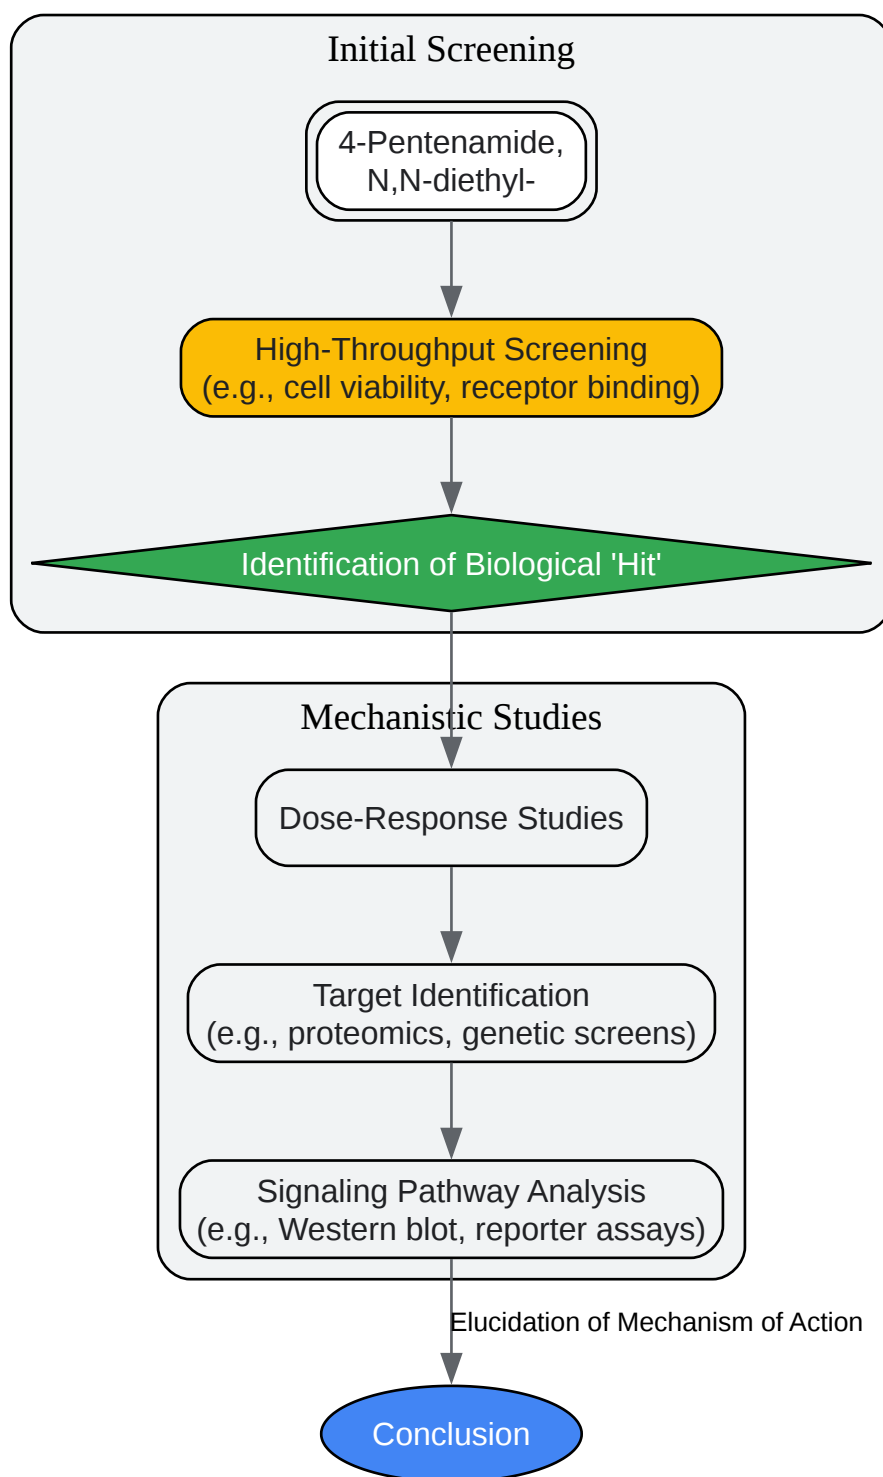 Initial Screening
4-Pentenamide,
N,N-diethyl-
High-Throughput Screening
(e.g., cell viability, receptor binding)
Identification of Biological 'Hit'
Mechanistic Studies
Dose-Response Studies
Target Identification
(e.g., proteomics, genetic screens)
Signaling Pathway Analysis
(e.g., Western blot, reporter assays)
Elucidation of Mechanism of Action
Conclusion